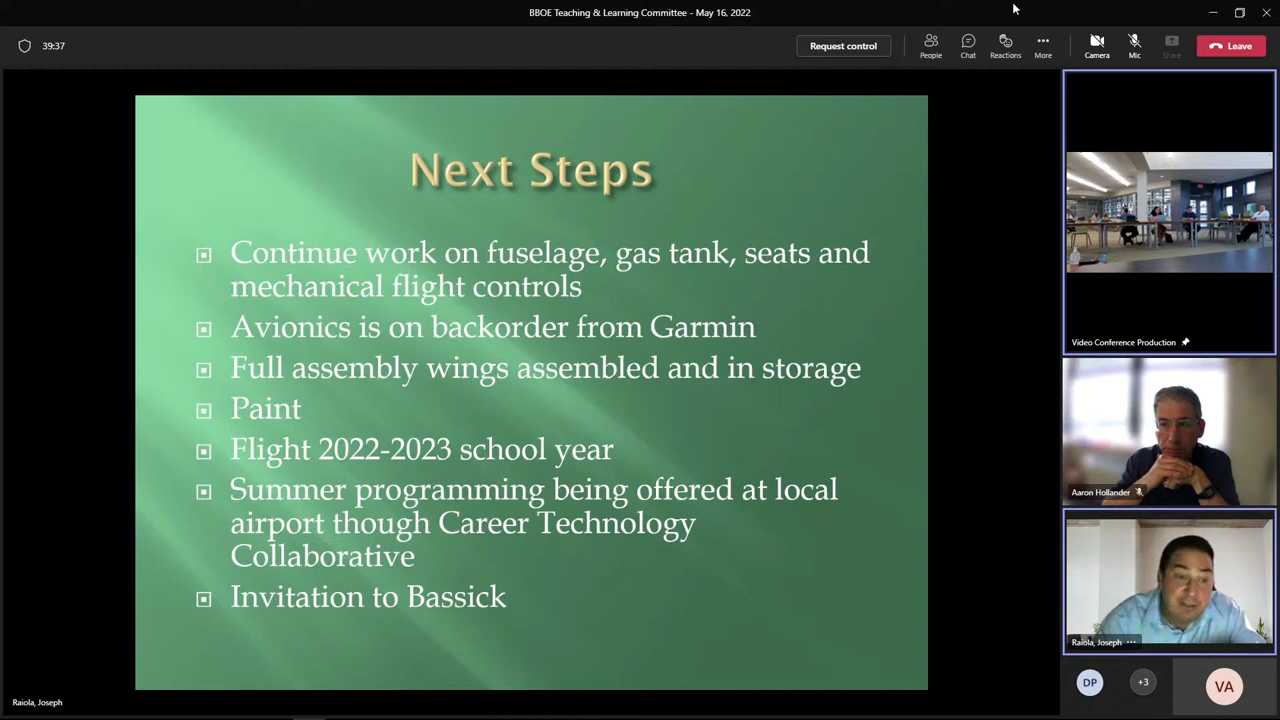 BBOE Teaching & Learning Committee - May 16, 2022
39:37
Request control
People
Chat
Reactions
More
Camera
Mic
Share
Leave
Next Steps
Continue work on fuselage, gas tank, seats and
mechanical flight controls
Avionics is on backorder from Garmin
Full assembly wings assembled and in storage
Paint
Flight 2022-2023 school year
Summer programming being offered at local
airport though Career Technology
Collaborative
Invitation to Bassick
Video Conference Production
Aaron Hollander
Raiola, Joseph
DP
+3
VA
Raiola, Joseph